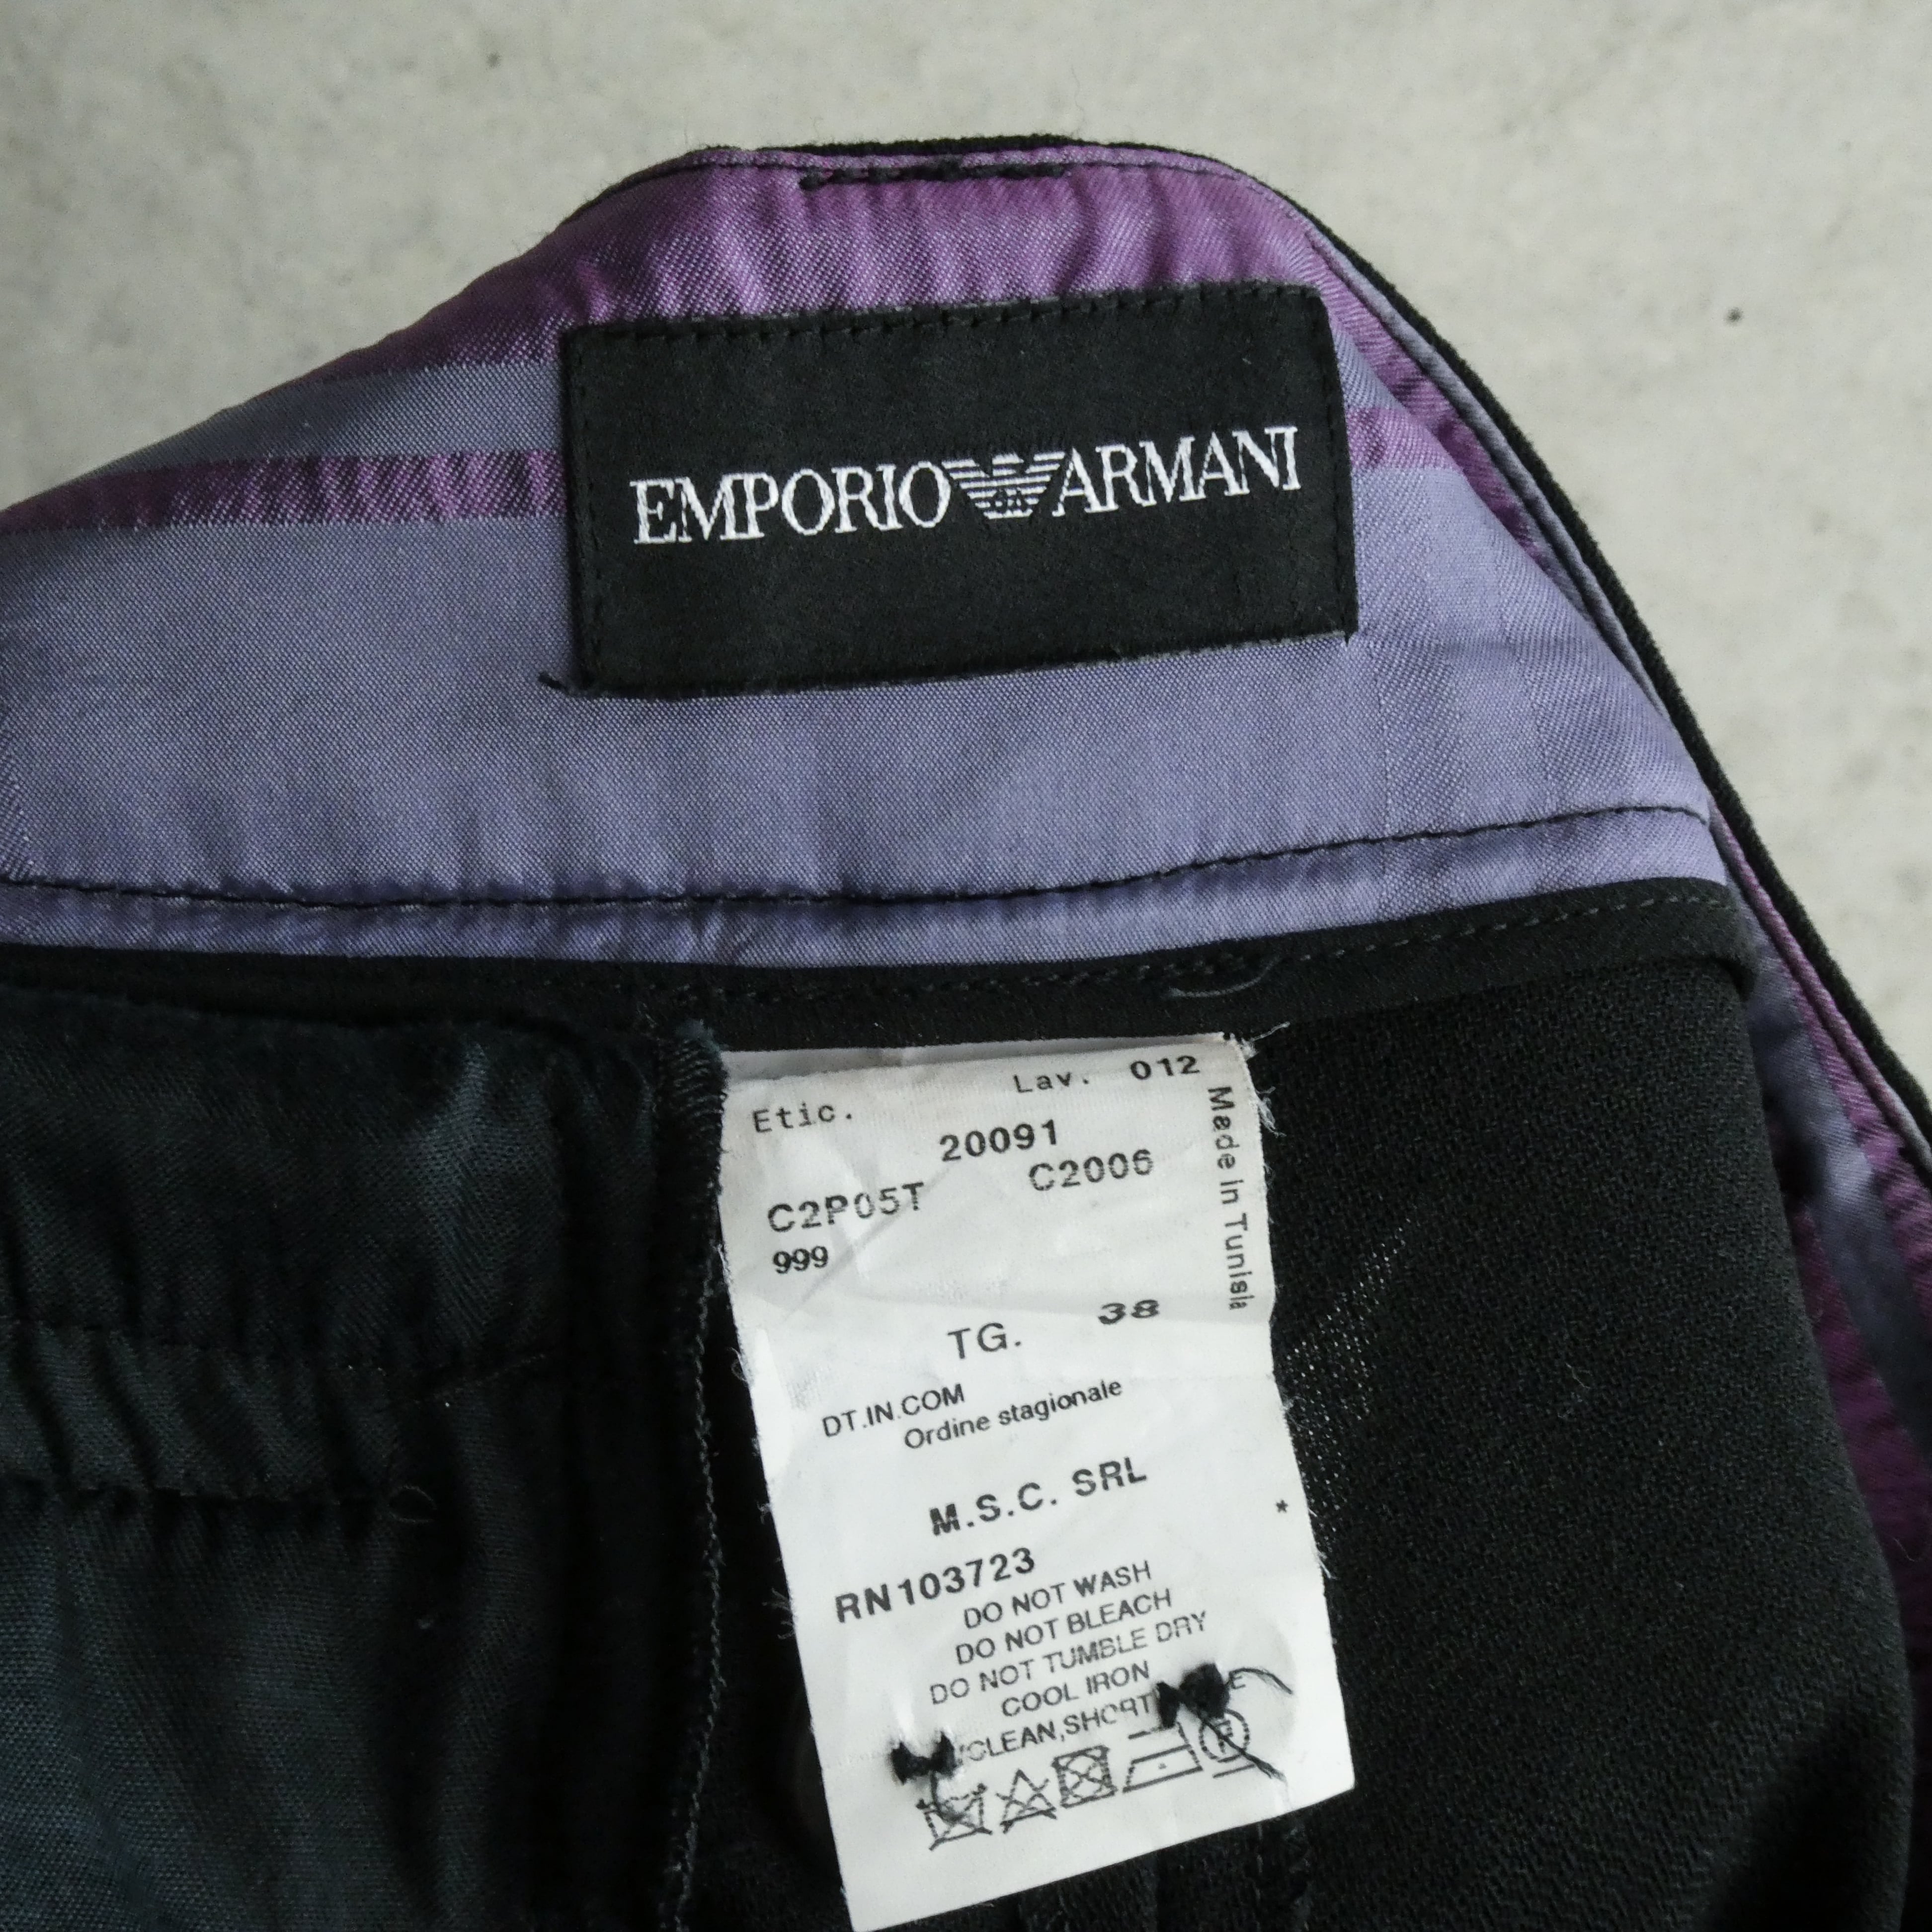 EMPORIO ARMANI
Etic. Lav. 012
20091
C2P05T C2006
999
Made in Tunisia
TG. 38
DT.IN.COM
Ordine stagionale
M.S.C. SRL
*
RN103723
DO NOT WASH
DO NOT BLEACH
DO NOT TUMBLE DRY
COOL IRON